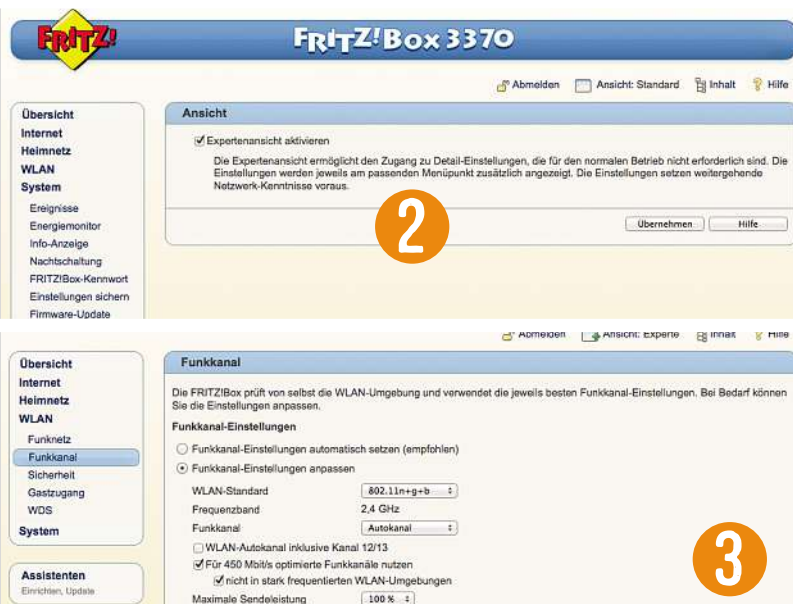 FRITZ!
FRITZ!Box 3370
Abmelden Ansicht: Standard Inhalt Hilfe
Übersicht
Internet
Heimnetz
WLAN
System
Ereignisse
Energiemonitor
Info-Anzeige
Nachtschaltung
FRITZ!Box-Kennwort
Einstellungen sichern
Firmware-Update
Ansicht
Expertenansicht aktivieren
Die Expertenansicht ermöglicht den Zugang zu Detail-Einstellungen, die für den normalen Betrieb nicht erforderlich sind. Die
Einstellungen werden jeweils am passenden Menüpunkt zusätzlich angezeigt. Die Einstellungen setzen weitergehende
Netzwerk-Kenntnisse voraus.
2
Übernehmen Hilfe
Abmelden Ansicht: Experte Inhalt Hilfe
Übersicht
Internet
Heimnetz
WLAN
Funknetz
Funkkanal
Sicherheit
Gastzugang
WDS
System
Assistenten
Einrichten, Update
Funkkanal
Die FRITZ!Box prüft von selbst die WLAN-Umgebung und verwendet die jeweils besten Funkkanal-Einstellungen. Bei Bedarf können
Sie die Einstellungen anpassen.
Funkkanal-Einstellungen
Funkkanal-Einstellungen automatisch setzen (empfohlen)
Funkkanal-Einstellungen anpassen
WLAN-Standard 802.11n+g+b
Frequenzband 2,4 GHz
Funkkanal Autokanal
WLAN-Autokanal inklusive Kanal 12/13
Für 450 Mbit/s optimierte Funkkanäle nutzen
nicht in stark frequentierten WLAN-Umgebungen
Maximale Sendeleistung 100 %
3